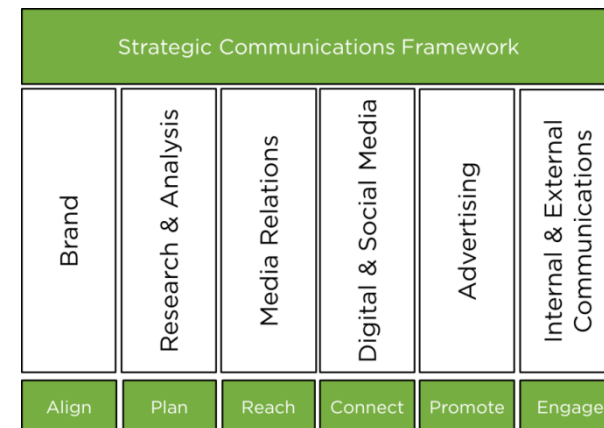 Strategic Communications Framework
Brand
Research & Analysis
Media Relations
Digital & Social Media
Advertising
Internal & External
Communications
Align
Plan
Reach
Connect
Promote
Engage